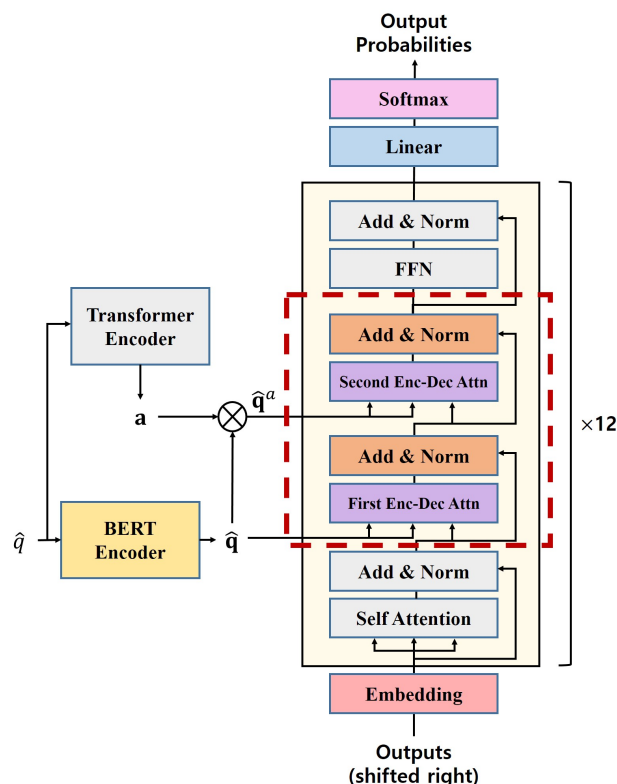 Output
Probabilities
Softmax
Linear
Add & Norm
FFN
Transformer
Encoder
Add & Norm
Second Enc-Dec Attn
a
q̂ᵃ
×12
Add & Norm
First Enc-Dec Attn
q̂
BERT
Encoder
q̂
Add & Norm
Self Attention
Embedding
Outputs
(shifted right)